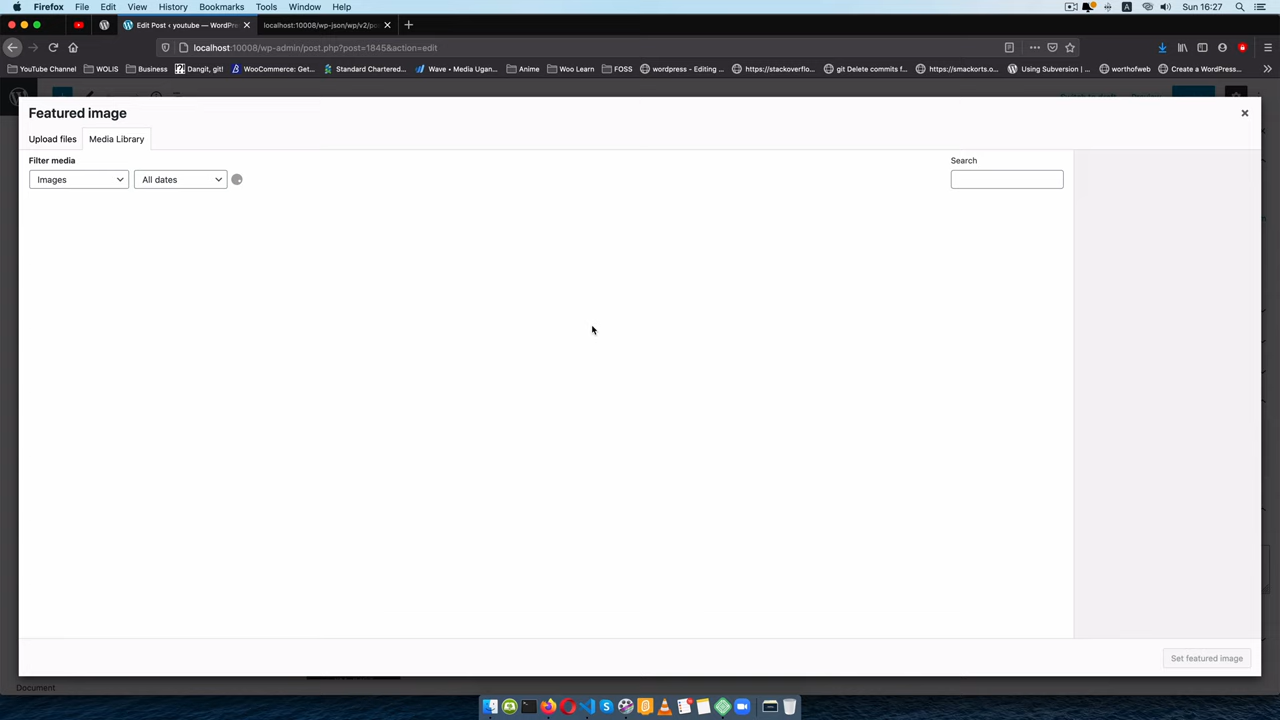 Firefox File Edit View History Bookmarks Tools Window Help Sun 16:27
Edit Post ‹ youtube — WordPre localhost:10008/wp-json/wp/v2/po
localhost:10008/wp-admin/post.php?post=1845&action=edit
YouTube Channel WOLIS Business Dangit, git! WooCommerce: Get... Standard Chartered... Wave • Media Ugan... Anime Woo Learn FOSS wordpress - Editing ... https://stackoverflo... git Delete commits f... https://smackorts.o... Using Subversion | ... worthofweb Create a WordPress...
Featured image
Upload files Media Library
Filter media
Search
Images All dates
Set featured image
Document